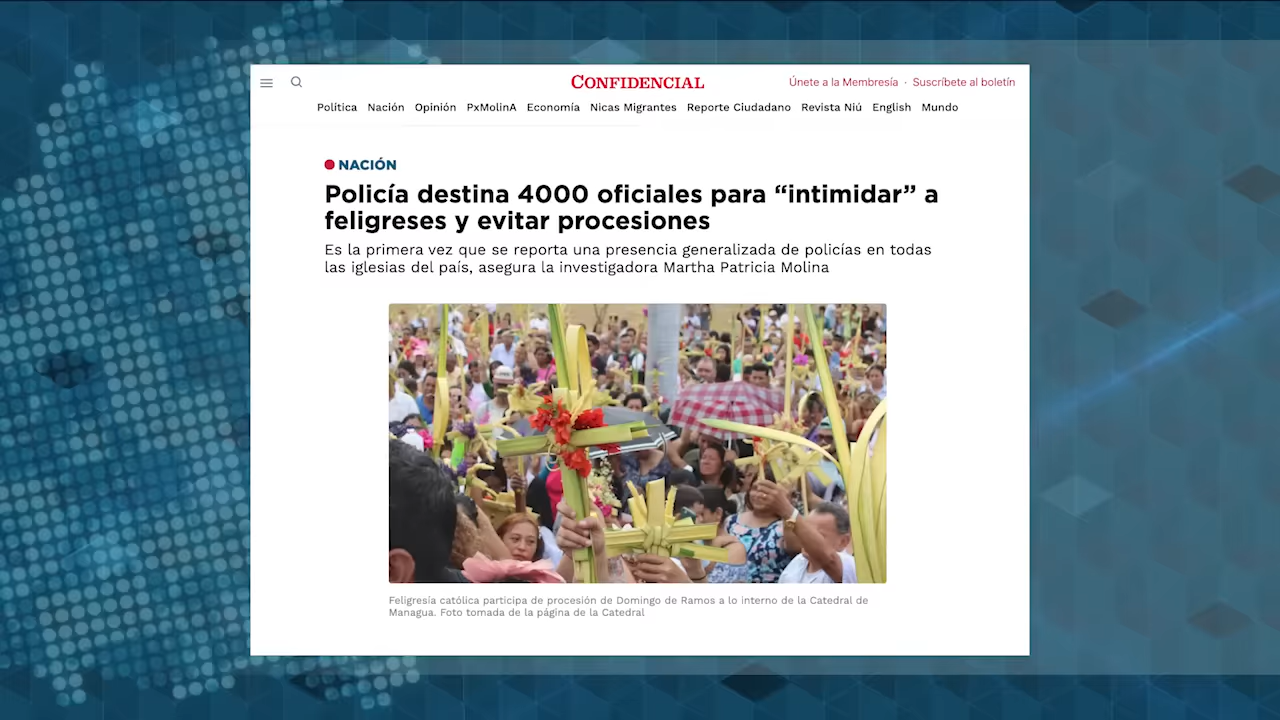 CONFIDENCIAL
Únete a la Membresía · Suscríbete al boletín
Política Nación Opinión PxMolinA Economía Nicas Migrantes Reporte Ciudadano Revista Niú English Mundo
NACIÓN
Policía destina 4000 oficiales para “intimidar” a
feligreses y evitar procesiones
Es la primera vez que se reporta una presencia generalizada de policías en todas
las iglesias del país, asegura la investigadora Martha Patricia Molina
Feligresía católica participa de procesión de Domingo de Ramos a lo interno de la Catedral de
Managua. Foto tomada de la página de la Catedral